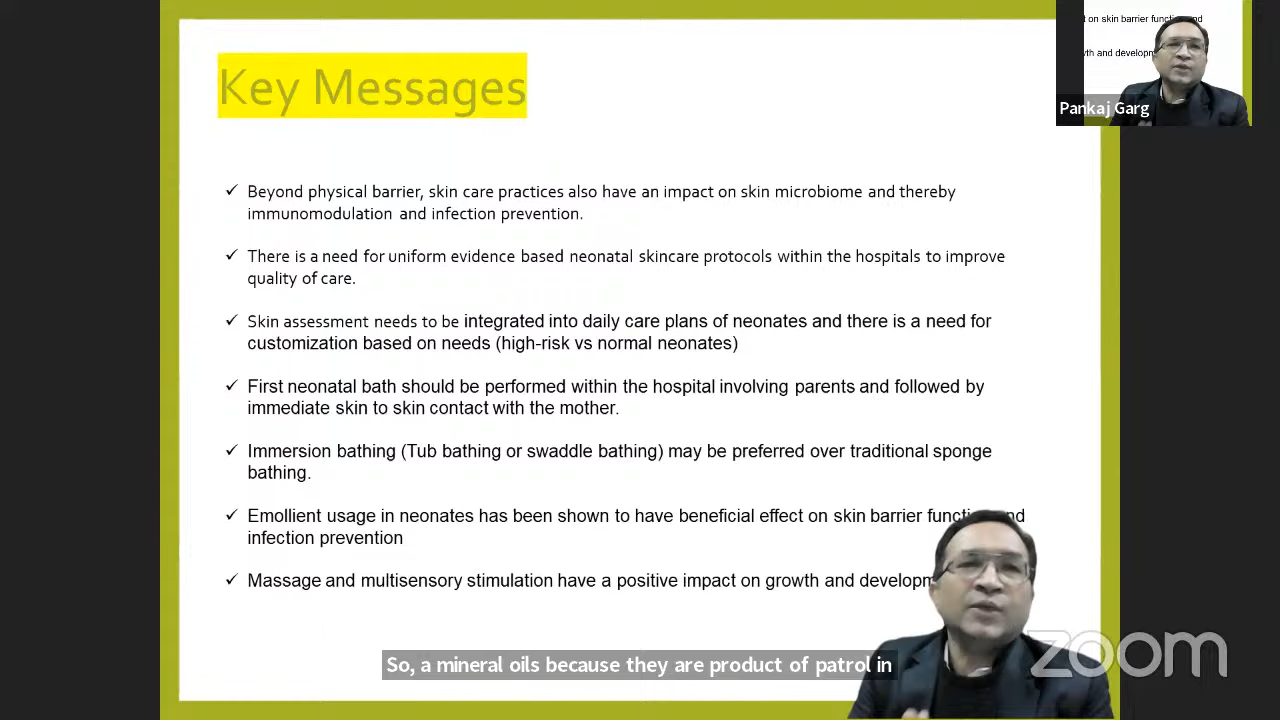 Key Messages
✓ Beyond physical barrier, skin care practices also have an impact on skin microbiome and thereby
immunomodulation and infection prevention.
✓ There is a need for uniform evidence based neonatal skincare protocols within the hospitals to improve
quality of care.
✓ Skin assessment needs to be integrated into daily care plans of neonates and there is a need for
customization based on needs (high-risk vs normal neonates)
✓ First neonatal bath should be performed within the hospital involving parents and followed by
immediate skin to skin contact with the mother.
✓ Immersion bathing (Tub bathing or swaddle bathing) may be preferred over traditional sponge
bathing.
✓ Emollient usage in neonates has been shown to have beneficial effect on skin barrier
infection prevention
✓ Massage and multisensory stimulation have a positive impact on growth and
So, a mineral oils because they are product of patrol in
zoom
on skin barrier
and
Pankaj Garg